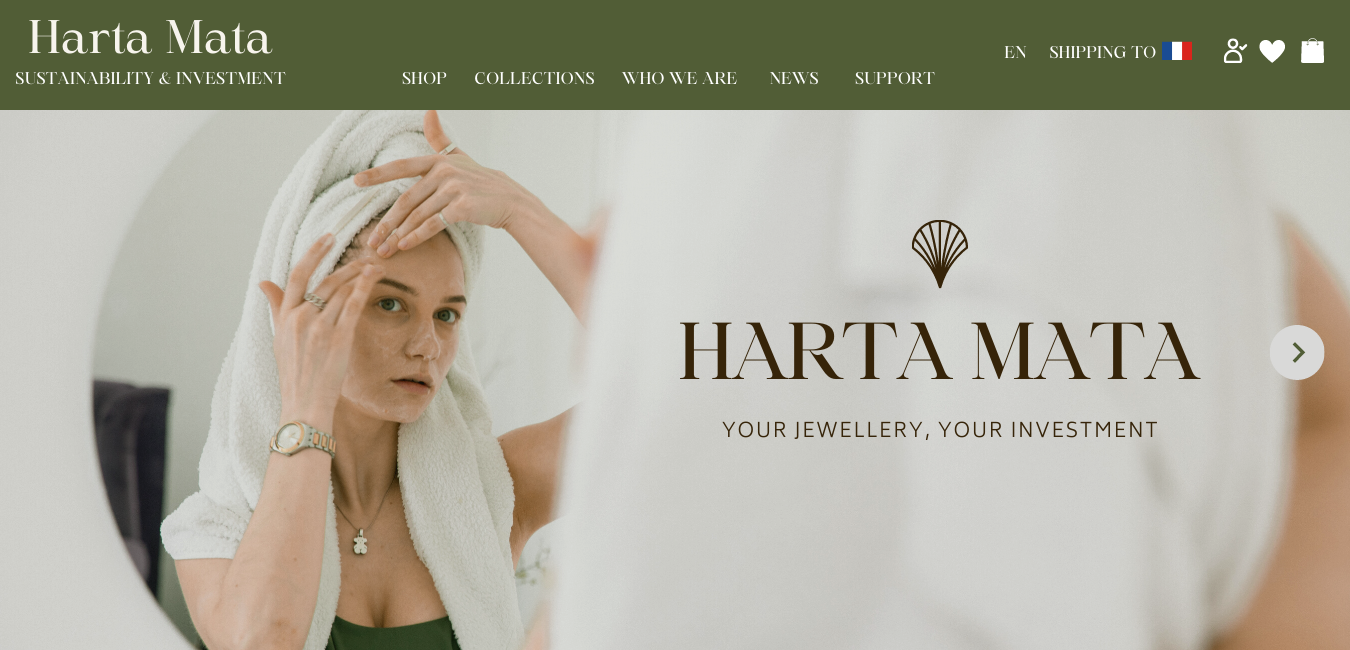 Harta Mata
SUSTAINABILITY & INVESTMENT
SHOP COLLECTIONS WHO WE ARE NEWS SUPPORT
EN SHIPPING TO
HARTA MATA
YOUR JEWELLERY, YOUR INVESTMENT